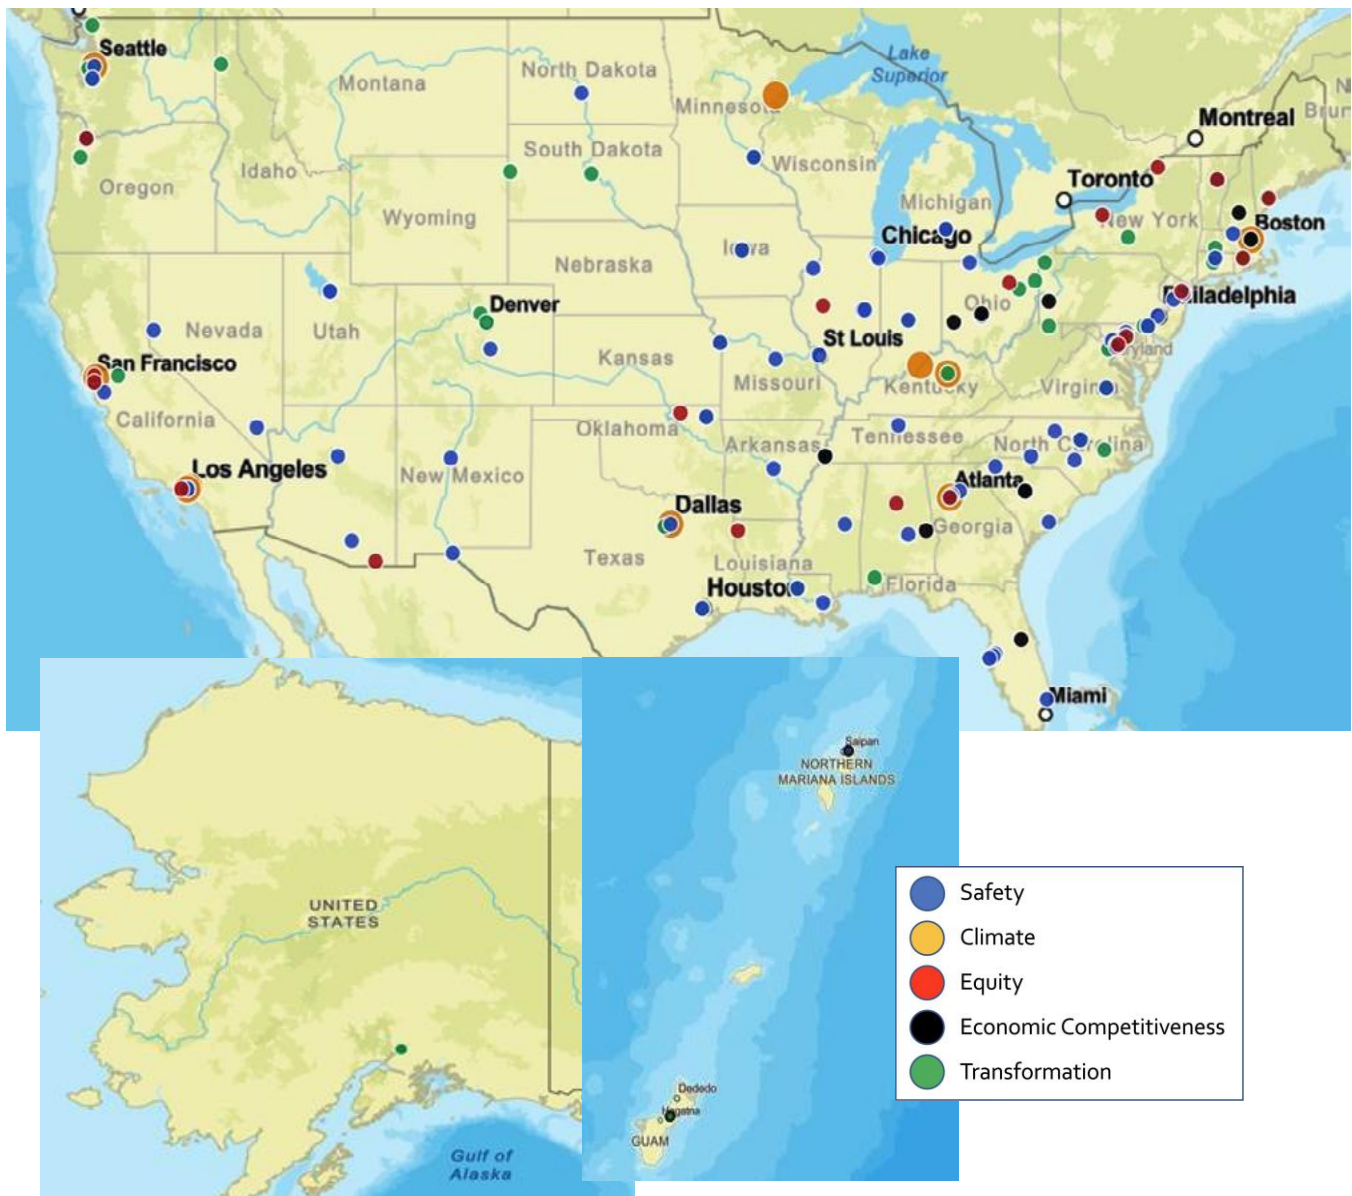 Seattle
Montana
North Dakota
Minnesota
Lake
Superior
Montreal
Oregon
Idaho
South Dakota
Wisconsin
Toronto
Wyoming
Michigan
New York
Chicago
Boston
Iowa
Nebraska
Denver
Ohio
Philadelphia
Nevada
Utah
St Louis
San Francisco
Kansas
Missouri
Kentucky
Virginia
California
Oklahoma
Arkansas
Tennessee
North Carolina
Los Angeles
New Mexico
Atlanta
Dallas
Georgia
Texas
Louisiana
Houston
Florida
Miami
Saipan
NORTHERN
MARIANA ISLANDS
UNITED
STATES
Safety
Climate
Equity
Economic Competitiveness
Transformation
Dededo
Hagatna
GUAM
Gulf of
Alaska